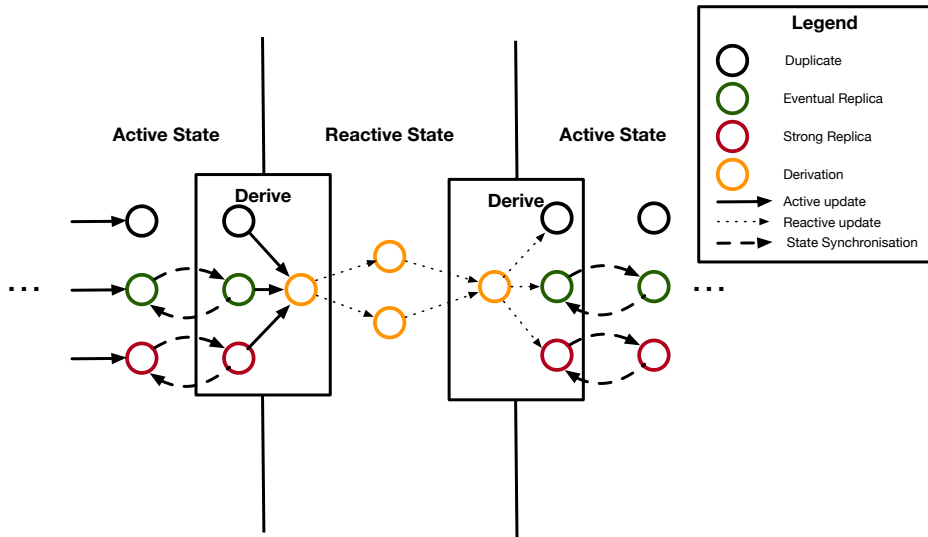 Legend
Duplicate
Eventual Replica
Strong Replica
Derivation
Active update
Reactive update
State Synchronisation
Active State
Reactive State
Active State
Derive
Derive
...
...